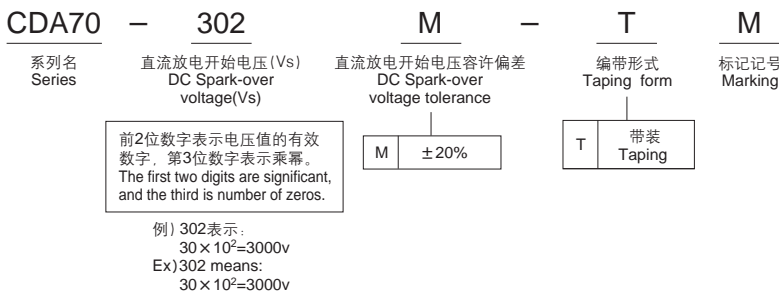 CDA70 – 302 M – T M
系列名 直流放电开始电压(Vs) 直流放电开始电压容许偏差 编带形式 标记记号
Series DC Spark-over DC Spark-over Taping form Marking
voltage(Vs) voltage tolerance
前2位数字表示电压值的有效
数字，第3位数字表示乘幂。
The first two digits are significant,
and the third is number of zeros.
M ±20%
T 带装
Taping
例) 302表示：
30×10²=3000v
Ex)302 means:
30×10²=3000v